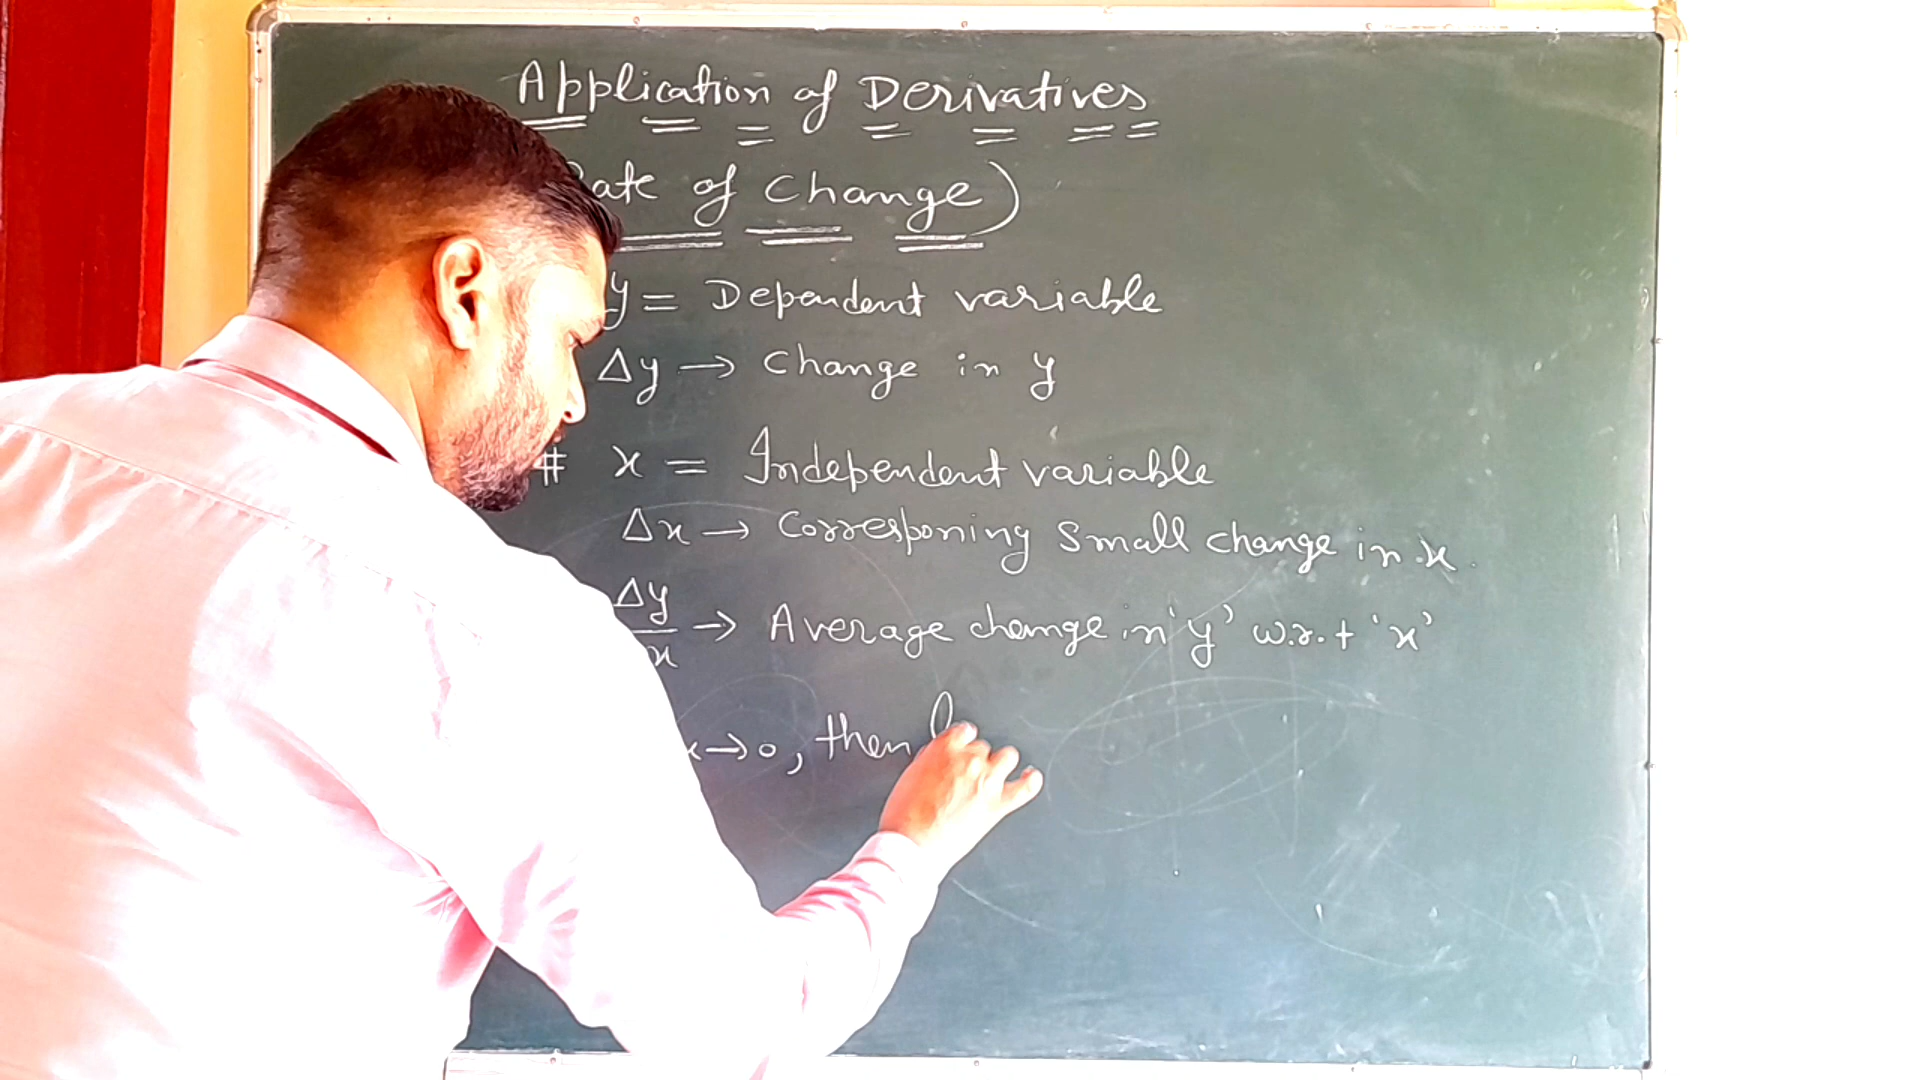 Application of Derivatives
ate of Change)
y = Dependent variable
Δy → Change in y
# x = Independent variable
Δx → Corresponing small change in x.
Δy/x → Average change in 'y' w.r.t 'x'
x→0, then